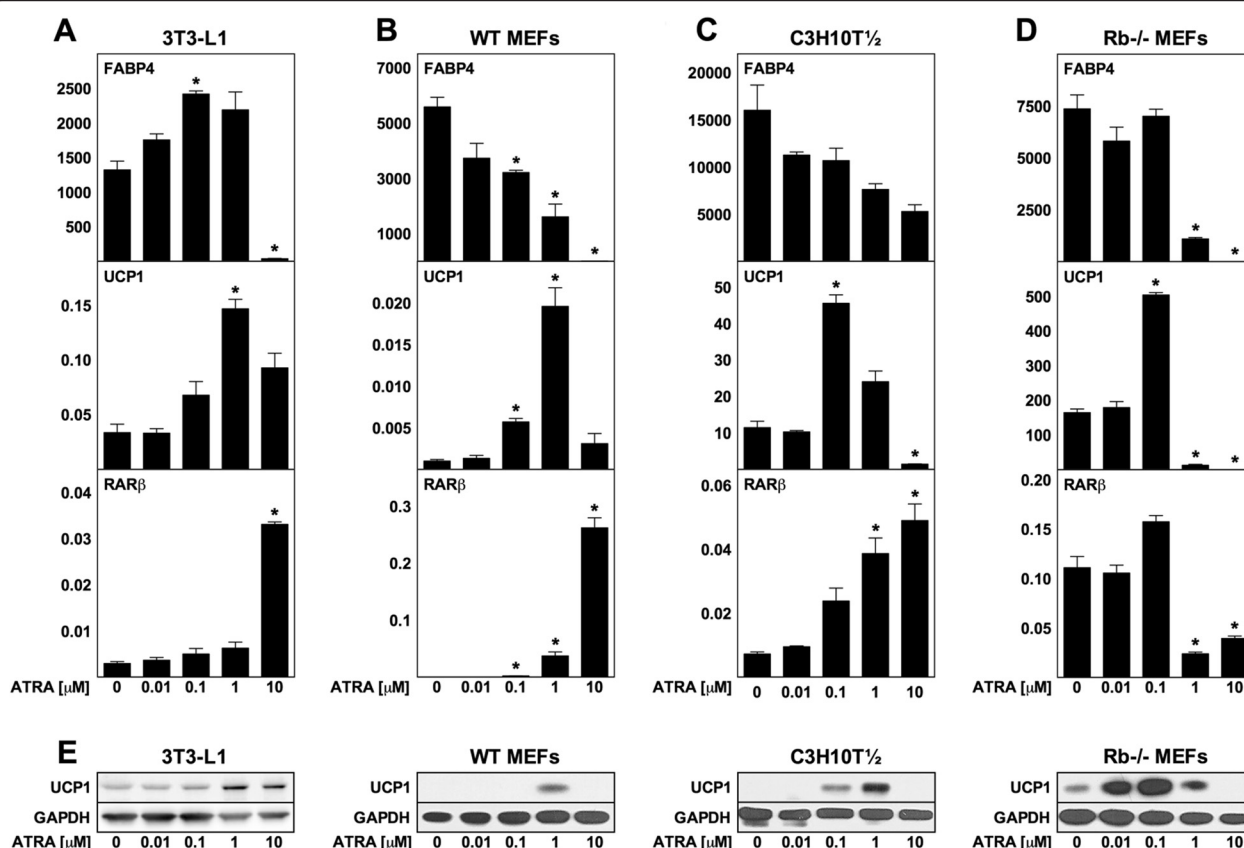 A
3T3-L1
FABP4
2500
2000
1500
1000
500
*
*
UCP1
0.15
0.10
0.05
*
RARβ
0.04
0.03
0.02
0.01
*
ATRA [μM] 0 0.01 0.1 1 10
B
WT MEFs
FABP4
7000
5000
3000
1000
*
*
*
UCP1
0.020
0.015
0.010
0.005
*
*
RARβ
0.3
0.2
0.1
*
*
*
ATRA [μM] 0 0.01 0.1 1 10
C
C3H10T½
FABP4
20000
15000
10000
5000
UCP1
50
40
30
20
10
*
*
RARβ
0.06
0.04
0.02
*
*
ATRA [μM] 0 0.01 0.1 1 10
D
Rb-/- MEFs
FABP4
7500
5000
2500
*
*
UCP1
500
400
300
200
100
*
*
*
RARβ
0.20
0.15
0.10
0.05
*
*
ATRA [μM] 0 0.01 0.1 1 10
E
3T3-L1
UCP1
GAPDH
ATRA [μM] 0 0.01 0.1 1 10
WT MEFs
UCP1
GAPDH
ATRA [μM] 0 0.01 0.1 1 10
C3H10T½
UCP1
GAPDH
ATRA [μM] 0 0.01 0.1 1 10
Rb-/- MEFs
UCP1
GAPDH
ATRA [μM] 0 0.01 0.1 1 10